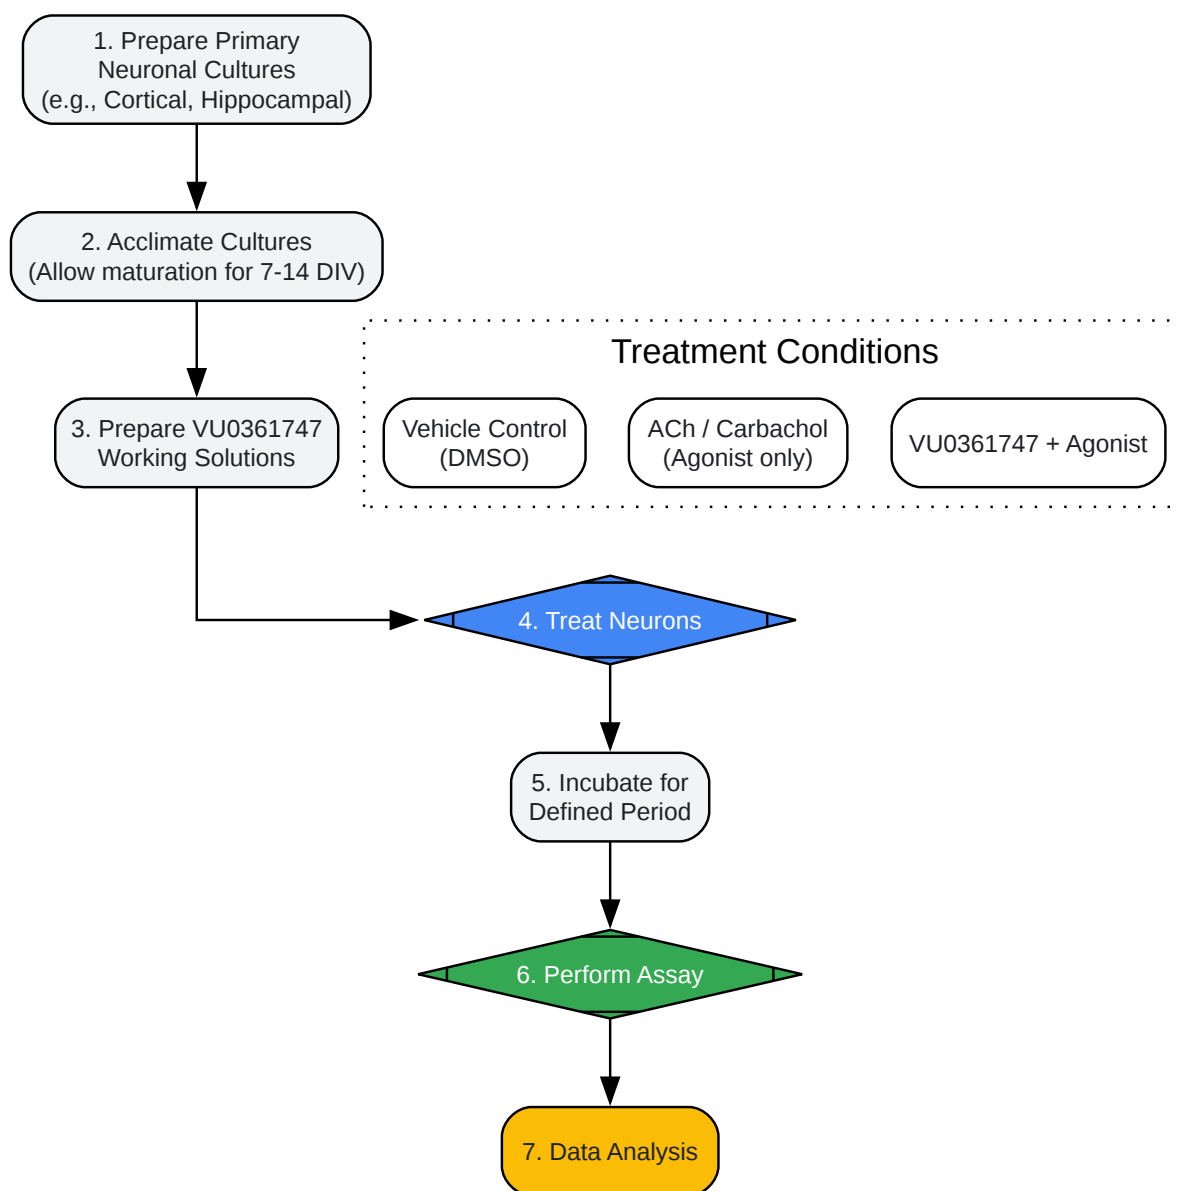 1. Prepare Primary
Neuronal Cultures
(e.g., Cortical, Hippocampal)
2. Acclimate Cultures
(Allow maturation for 7-14 DIV)
Treatment Conditions
3. Prepare VU0361747
Working Solutions
Vehicle Control
(DMSO)
ACh / Carbachol
(Agonist only)
VU0361747 + Agonist
4. Treat Neurons
5. Incubate for
Defined Period
6. Perform Assay
7. Data Analysis